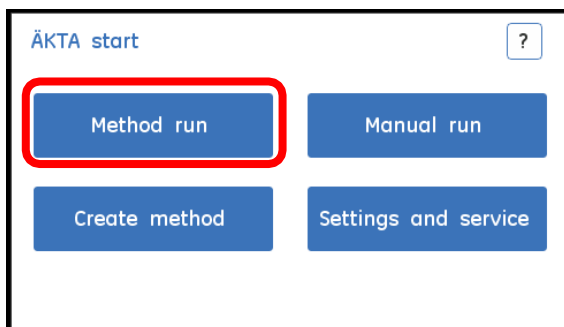 ÄKTA start
?
Method run
Manual run
Create method
Settings and service